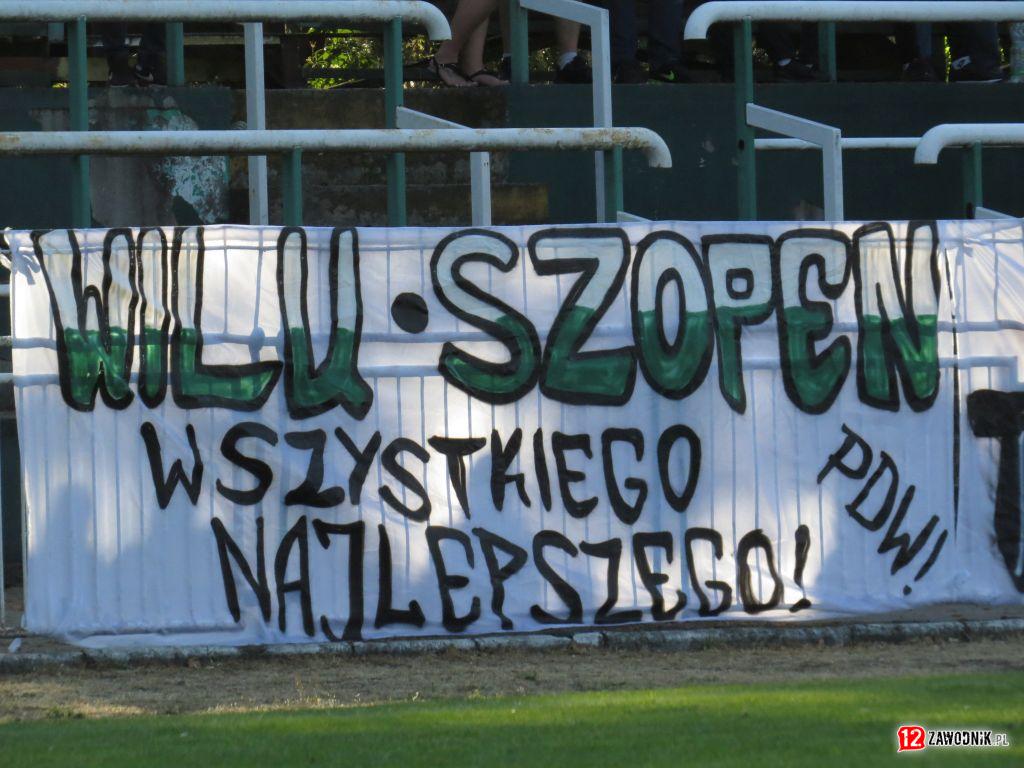 WILU • SZOPEN
WSZYSTKIEGO
NAJLEPSZEGO!
PDW!
12 ZAWODNIK.PL